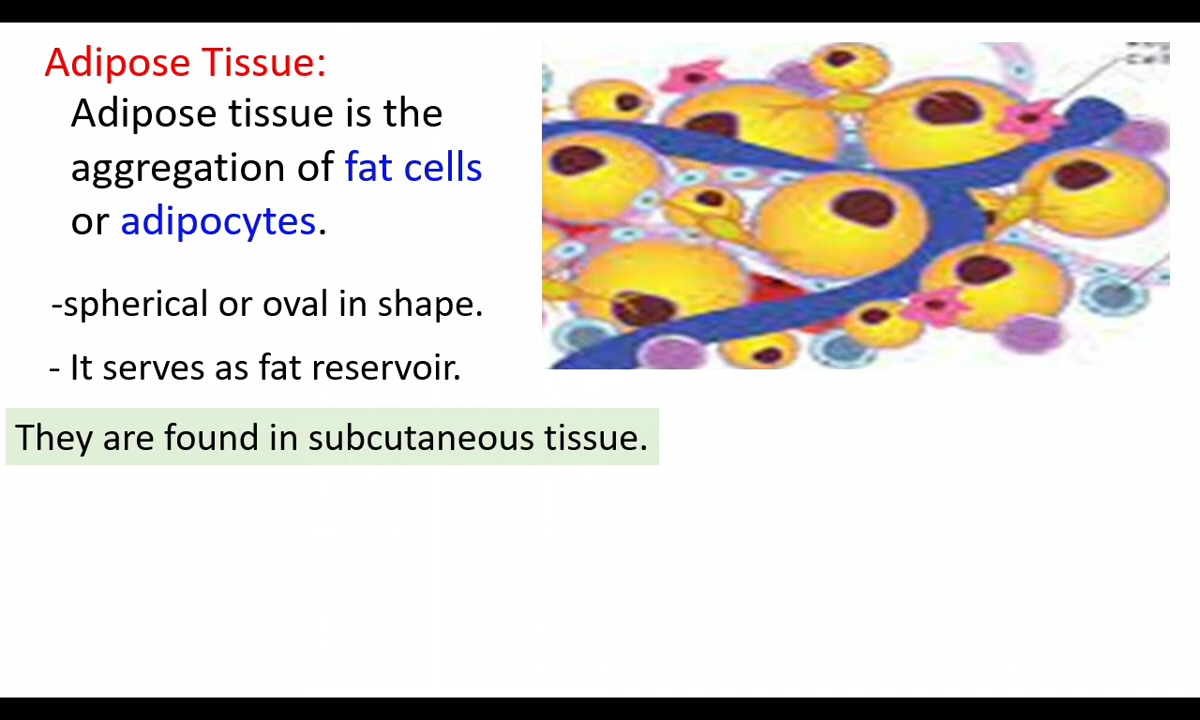 Adipose Tissue:
Adipose tissue is the
aggregation of fat cells
or adipocytes.
-spherical or oval in shape.
- It serves as fat reservoir.
They are found in subcutaneous tissue.